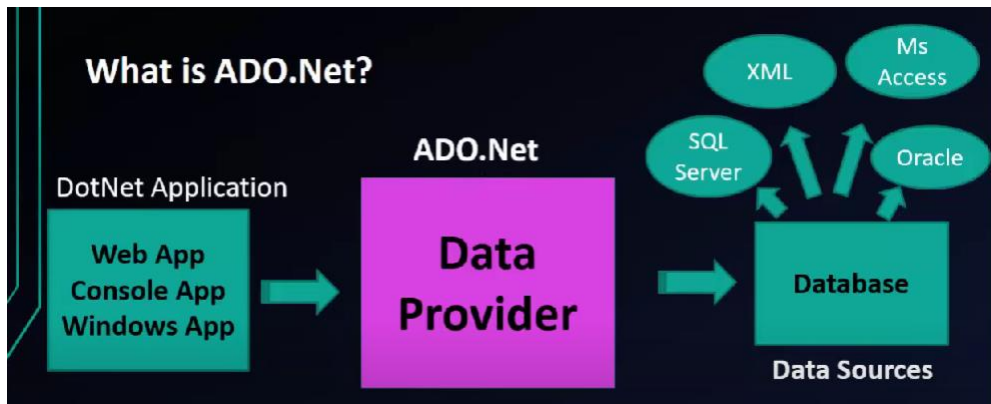 What is ADO.Net?
DotNet Application
Web App
Console App
Windows App
ADO.Net
Data
Provider
SQL
Server
XML
Ms
Access
Oracle
Database
Data Sources